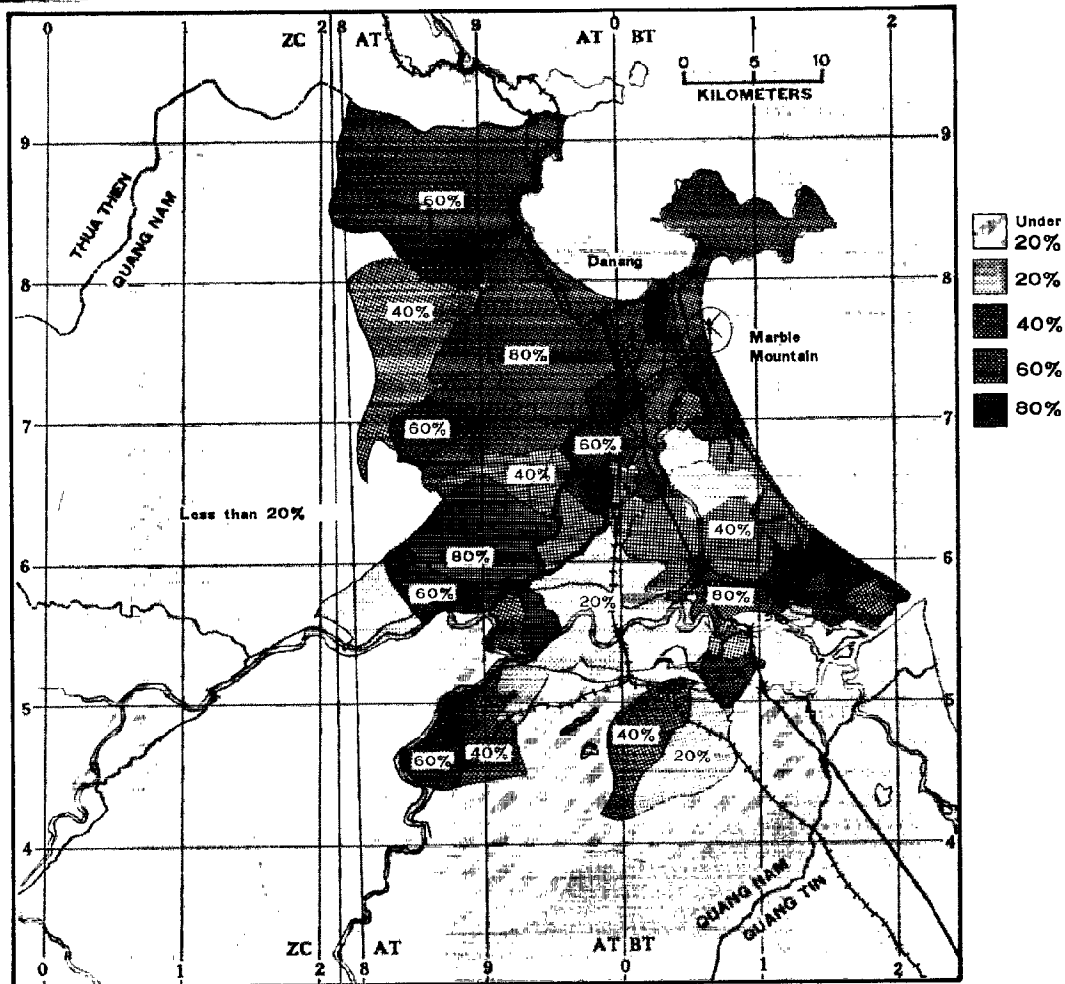 0 1 2 8 9 0 1 2
ZC AT AT BT
0 5 10
KILOMETERS
9 9
THUA THIEN
QUANG NAM
60%
Under
20%
Danang
8 8
20%
40%
Marble
Mountain
40%
80%
60%
80%
7 7
60%
60%
40%
Less than 20%
40%
80%
6 6
60%
20%
80%
5 5
40%
60%
40%
20%
4 4
QUANG NAM
QUANG TIN
ZC AT AT BT
0 1 2 8 9 0 1 2